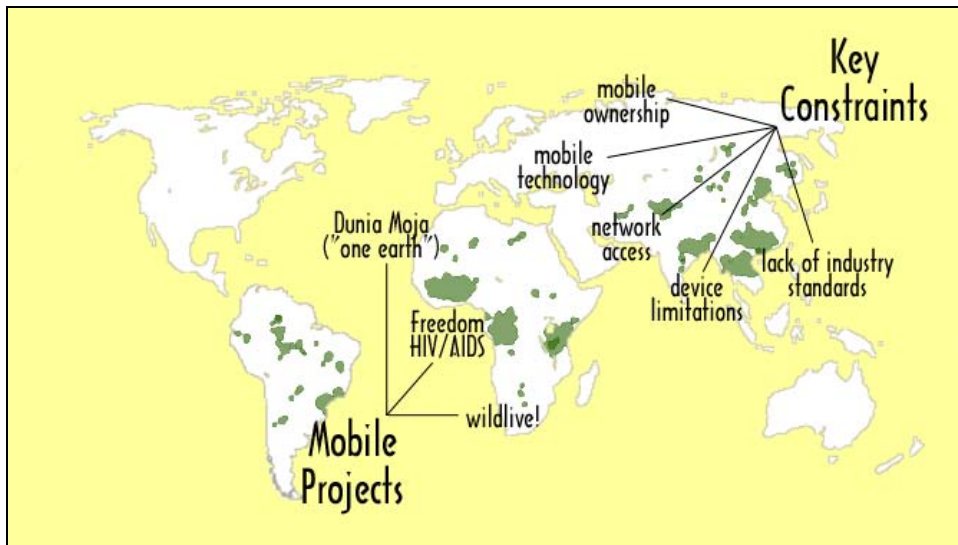 Key
Constraints
mobile
ownership
mobile
technology
network
access
device
limitations
lack of industry
standards
Dunia Moja
("one earth")
Freedom
HIV/AIDS
wildlive!
Mobile
Projects